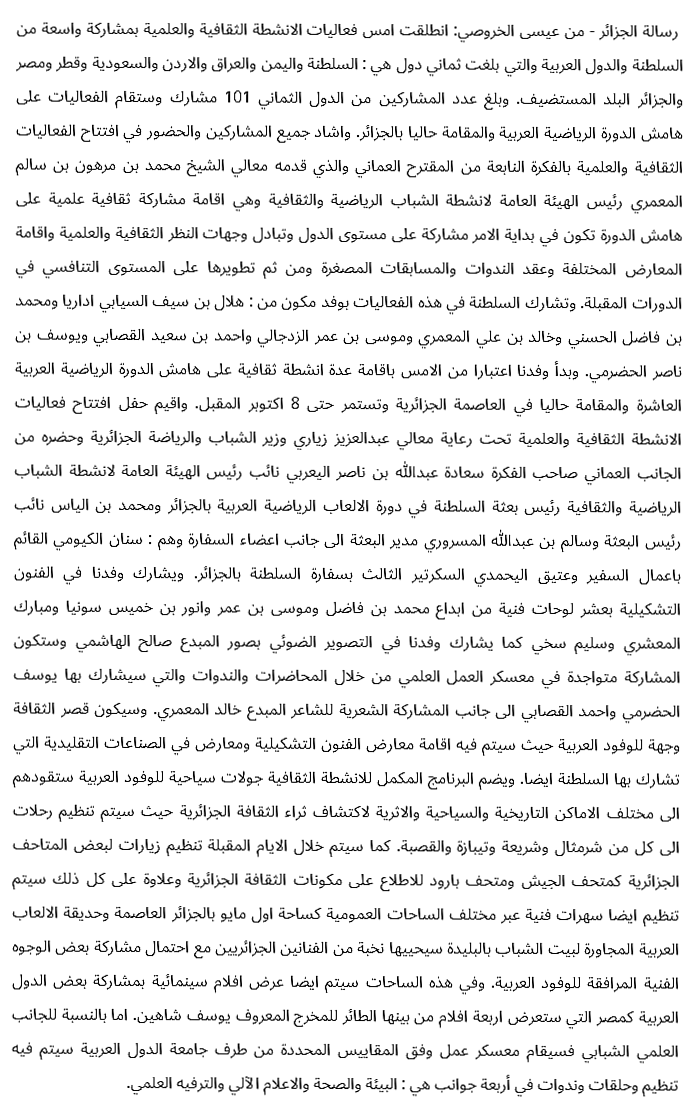 رسالة الجزائر - من عيسى الخروصي: انطلقت امس فعاليات الانشطة الثقافية والعلمية بمشاركة واسعة من
السلطنة والدول العربية والتي بلغت ثماني دول هي : السلطنة واليمن والعراق والاردن والسعودية وقطر ومصر
والجزائر البلد المستضيف. وبلغ عدد المشاركين من الدول الثماني 101 مشارك وستقام الفعاليات على
هامش الدورة الرياضية العربية والمقامة حاليا بالجزائر. واشاد جميع المشاركين والحضور في افتتاح الفعاليات
الثقافية والعلمية بالفكرة النابعة من المقترح العماني والذي قدمه معالي الشيخ محمد بن مرهون بن سالم
المعمري رئيس الهيئة العامة لانشطة الشباب الرياضية والثقافية وهي اقامة مشاركة ثقافية علمية على
هامش الدورة تكون في بداية الامر مشاركة على مستوى الدول وتبادل وجهات النظر الثقافية والعلمية واقامة
المعارض المختلفة وعقد الندوات والمسابقات المصغرة ومن ثم تطويرها على المستوى التنافسي في
الدورات المقبلة. وتشارك السلطنة في هذه الفعاليات بوفد مكون من : هلال بن سيف السيابي اداريا ومحمد
بن فاضل الحسني وخالد بن علي المعمري وموسى بن عمر الزدجالي واحمد بن سعيد القصابي ويوسف بن
ناصر الحضرمي. وبدأ وفدنا اعتبارا من الامس باقامة عدة انشطة ثقافية على هامش الدورة الرياضية العربية
العاشرة والمقامة حاليا في العاصمة الجزائرية وتستمر حتى 8 اكتوبر المقبل. واقيم حفل افتتاح فعاليات
الانشطة الثقافية والعلمية تحت رعاية معالي عبدالعزيز زياري وزير الشباب والرياضة الجزائرية وحضره من
الجانب العماني صاحب الفكرة سعادة عبدالله بن ناصر اليعربي نائب رئيس الهيئة العامة لانشطة الشباب
الرياضية والثقافية رئيس بعثة السلطنة في دورة الالعاب الرياضية العربية بالجزائر ومحمد بن الياس نائب
رئيس البعثة وسالم بن عبدالله المسروري مدير البعثة الى جانب اعضاء السفارة وهم : سنان الكيومي القائم
باعمال السفير وعتيق اليحمدي السكرتير الثالث بسفارة السلطنة بالجزائر. ويشارك وفدنا في الفنون
التشكيلية بعشر لوحات فنية من ابداع محمد بن فاضل وموسى بن عمر وانور بن خميس سونيا ومبارك
المعشري وسليم سخي كما يشارك وفدنا في التصوير الضوئي بصور المبدع صالح الهاشمي وستكون
المشاركة متواجدة في معسكر العمل العلمي من خلال المحاضرات والندوات والتي سيشارك بها يوسف
الحضرمي واحمد القصابي الى جانب المشاركة الشعرية للشاعر المبدع خالد المعمري. وسيكون قصر الثقافة
وجهة للوفود العربية حيث سيتم فيه اقامة معارض الفنون التشكيلية ومعارض في الصناعات التقليدية التي
تشارك بها السلطنة ايضا. ويضم البرنامج المكمل للانشطة الثقافية جولات سياحية للوفود العربية ستقودهم
الى مختلف الاماكن التاريخية والسياحية والاثرية لاكتشاف ثراء الثقافة الجزائرية حيث سيتم تنظيم رحلات
الى كل من شرمثال وشريعة وتيبازة والقصبة. كما سيتم خلال الايام المقبلة تنظيم زيارات لبعض المتاحف
الجزائرية كمتحف الجيش ومتحف بارود للاطلاع على مكونات الثقافة الجزائرية وعلاوة على كل ذلك سيتم
تنظيم ايضا سهرات فنية عبر مختلف الساحات العمومية كساحة اول مايو بالجزائر العاصمة وحديقة الالعاب
العربية المجاورة لبيت الشباب بالبليدة سيحييها نخبة من الفنانين الجزائريين مع احتمال مشاركة بعض الوجوه
الفنية المرافقة للوفود العربية. وفي هذه الساحات سيتم ايضا عرض افلام سينمائية بمشاركة بعض الدول
العربية كمصر التي ستعرض اربعة افلام من بينها الطائر للمخرج المعروف يوسف شاهين. اما بالنسبة للجانب
العلمي الشبابي فسيقام معسكر عمل وفق المقاييس المحددة من طرف جامعة الدول العربية سيتم فيه
تنظيم وحلقات وندوات في أربعة جوانب هي : البيئة والصحة والاعلام الآلي والترفيه العلمي.